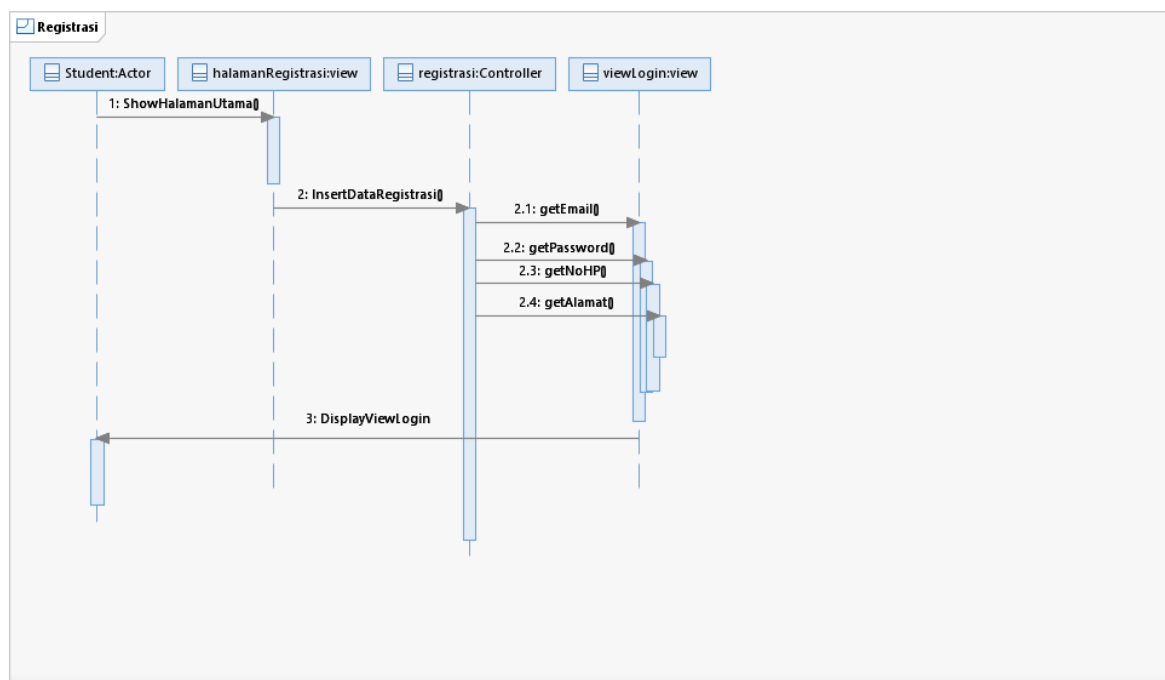 Registrasi
Student:Actor
halamanRegistrasi:view
registrasi:Controller
viewLogin:view
1: ShowHalamanUtama()
2: InsertDataRegistrasi()
2.1: getEmail()
2.2: getPassword()
2.3: getNoHP()
2.4: getAlamat()
3: DisplayViewLogin